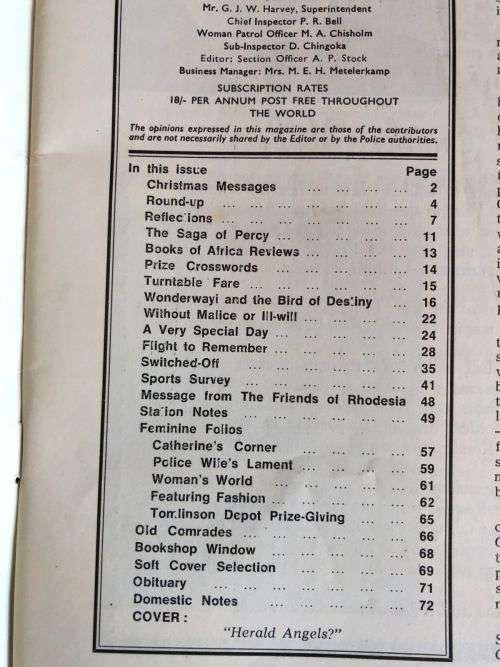 Mr. G. J. W. Harvey, Superintendent
Chief Inspector P. R. Bell
Woman Patrol Officer M. A. Chisholm
Sub-Inspector D. Chingoka
Editor: Section Officer A. P. Stock
Business Manager: Mrs. M. E. H. Metelerkamp
SUBSCRIPTION RATES
18/- PER ANNUM POST FREE THROUGHOUT
THE WORLD
The opinions expressed in this magazine are those of the contributors
and are not necessarily shared by the Editor or by the Police authorities.
In this issue Page
Christmas Messages ... ... ... ... 2
Round-up ... ... ... ... ... ... 4
Reflections ... ... ... ... ... 7
The Saga of Percy ... ... ... ... 11
Books of Africa Reviews ... ... ... 13
Prize Crosswords ... ... ... ... 14
Turntable Fare ... ... ... ... ... 15
Wonderwayi and the Bird of Destiny ... 16
Without Malice or Ill-will ... ... ... 22
A Very Special Day ... ... ... ... 24
Flight to Remember ... ... ... ... 28
Switched-Off ... ... ... ... ... 35
Sports Survey ... ... ... ... ... 41
Message from The Friends of Rhodesia 48
Station Notes ... ... ... ... ... 49
Feminine Folios
Catherine's Corner ... ... ... 57
Police Wife's Lament ... ... ... 59
Woman's World ... ... ... ... 61
Featuring Fashion ... ... ... ... 62
Tomlinson Depot Prize-Giving ... ... 65
Old Comrades ... ... ... ... ... 66
Bookshop Window ... ... ... ... 68
Soft Cover Selection ... ... ... ... 69
Obituary ... ... ... ... ... ... 71
Domestic Notes ... ... ... ... 72
COVER:
"Herald Angels?"